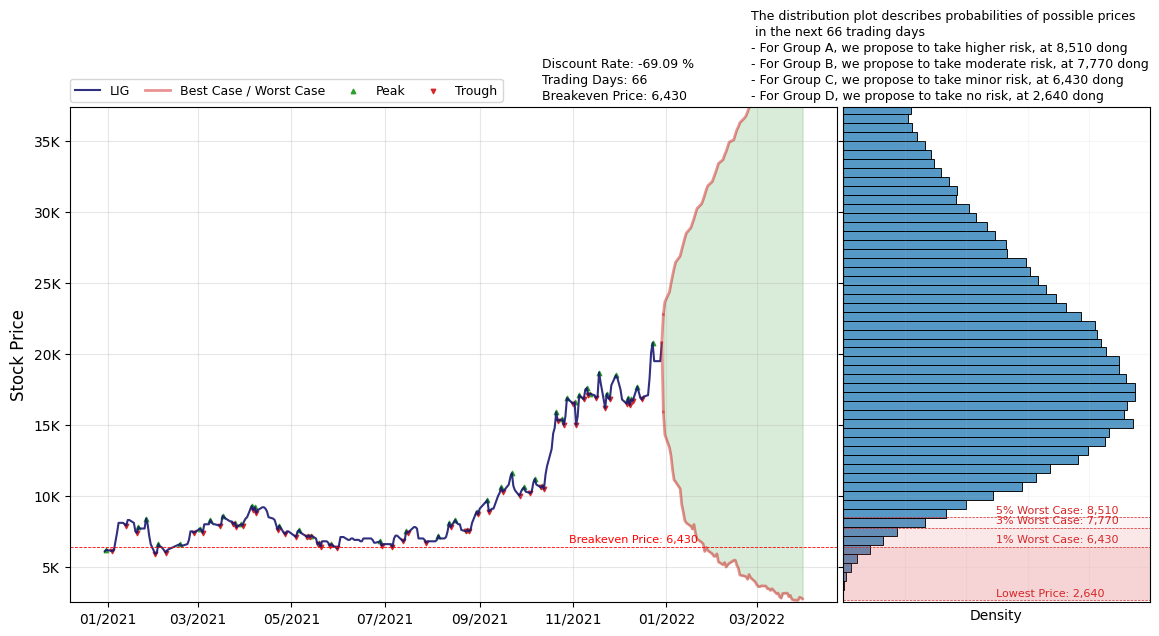 The distribution plot describes probabilities of possible prices
in the next 66 trading days
- For Group A, we propose to take higher risk, at 8,510 dong
- For Group B, we propose to take moderate risk, at 7,770 dong
- For Group C, we propose to take minor risk, at 6,430 dong
- For Group D, we propose to take no risk, at 2,640 dong
Discount Rate: -69.09 %
Trading Days: 66
Breakeven Price: 6,430
LIG
Best Case / Worst Case
Peak
Trough
Stock Price
35K
30K
25K
20K
15K
10K
5K
Breakeven Price: 6,430
01/2021
03/2021
05/2021
07/2021
09/2021
11/2021
01/2022
03/2022
5% Worst Case: 8,510
3% Worst Case: 7,770
1% Worst Case: 6,430
Lowest Price: 2,640
Density